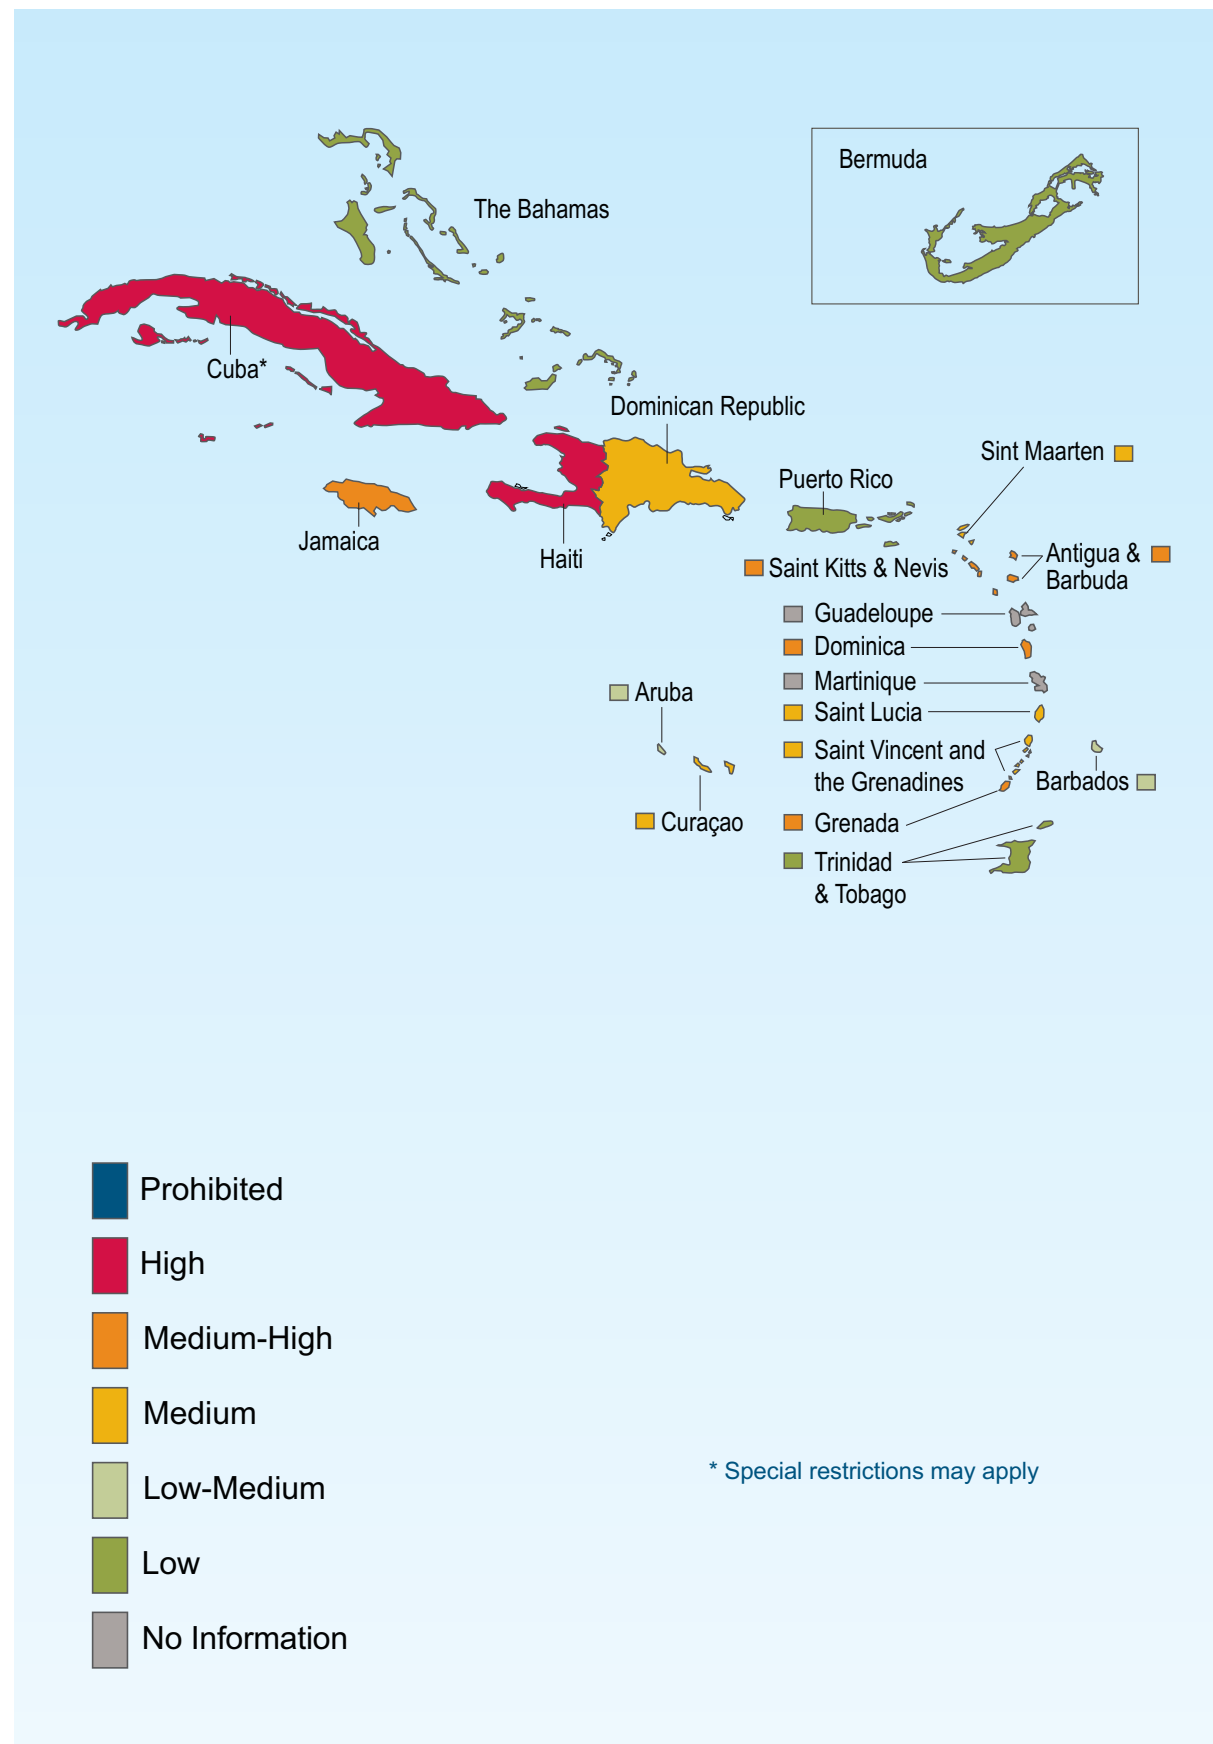 Bermuda
The Bahamas
Cuba*
Dominican Republic
Sint Maarten
Puerto Rico
Jamaica
Haiti
Antigua &
Barbuda
Saint Kitts & Nevis
Guadeloupe
Dominica
Martinique
Aruba
Saint Lucia
Saint Vincent and
the Grenadines
Barbados
Curaçao
Grenada
Trinidad
& Tobago
Prohibited
High
Medium-High
Medium
Low-Medium
* Special restrictions may apply
Low
No Information